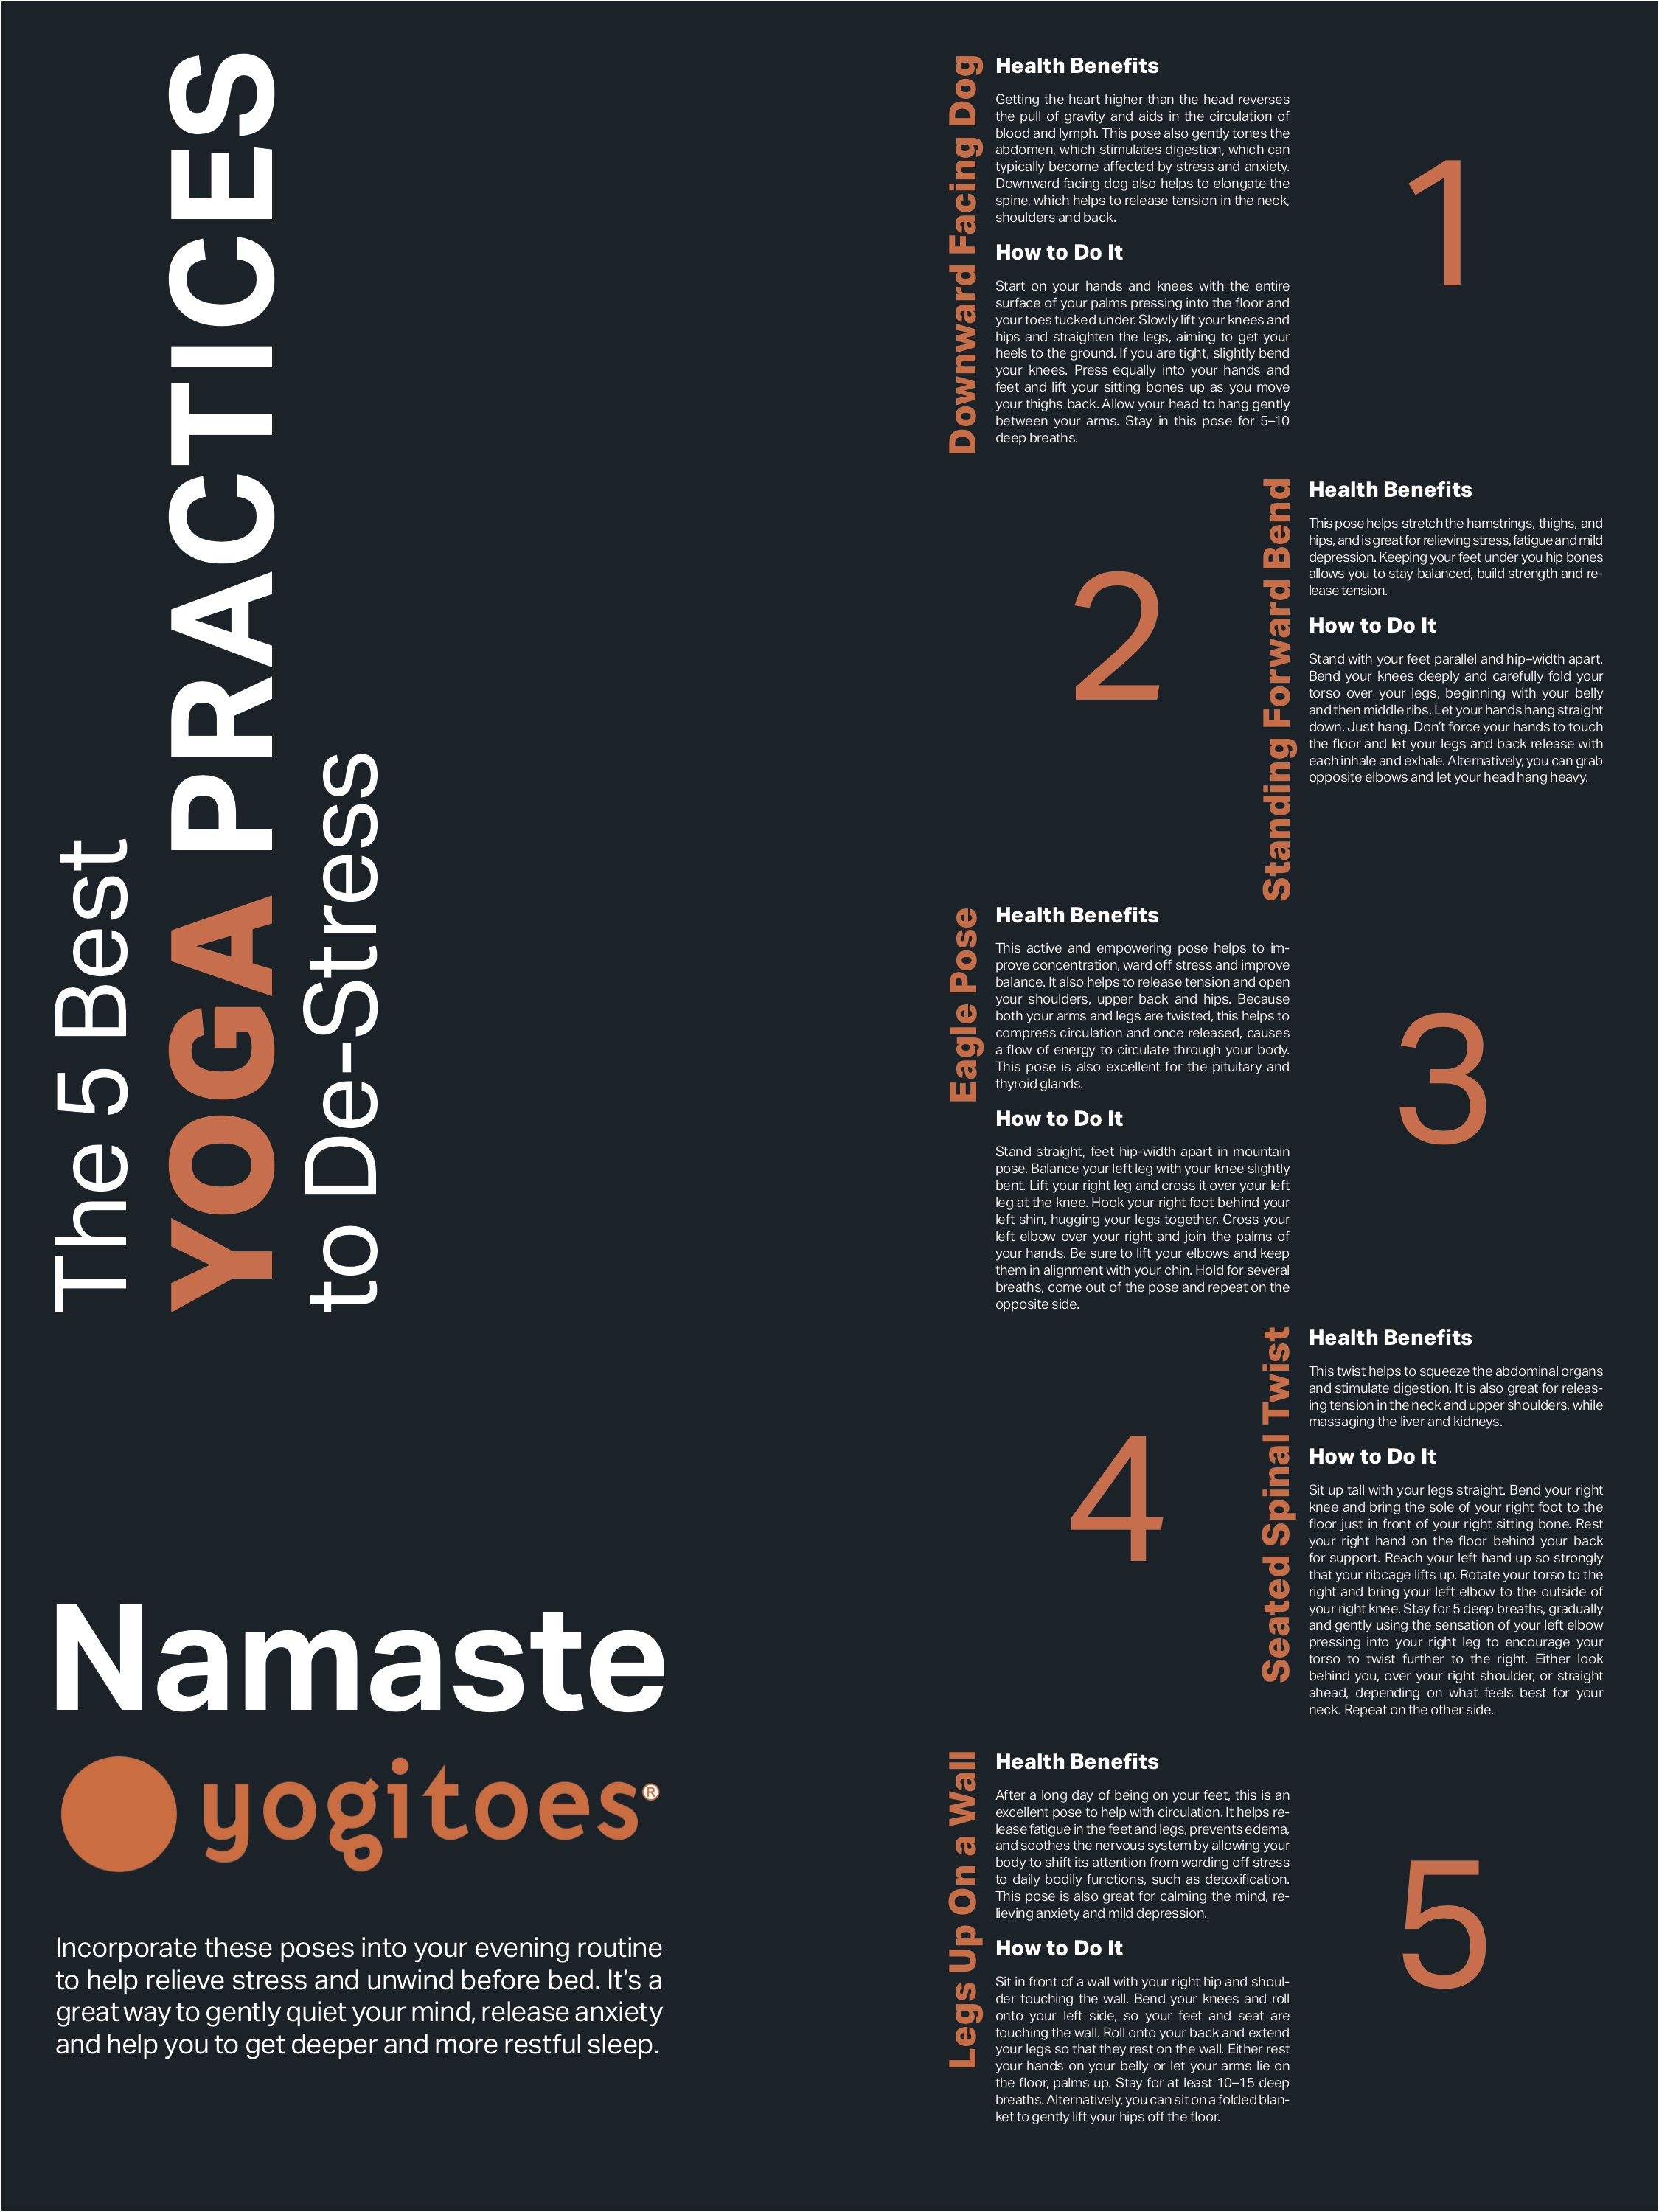 The 5 Best
YOGA PRACTICES
to De-Stress
Namaste
yogitoes®
Incorporate these poses into your evening routine
to help relieve stress and unwind before bed. It's a
great way to gently quiet your mind, release anxiety
and help you to get deeper and more restful sleep.
Downward Facing Dog
1
Health Benefits
Getting the heart higher than the head reverses
the pull of gravity and aids in the circulation of
blood and lymph. This pose also gently tones the
abdomen, which stimulates digestion, which can
typically become affected by stress and anxiety.
Downward facing dog also helps to elongate the
spine, which helps to release tension in the neck,
shoulders and back.
How to Do It
Start on your hands and knees with the entire
surface of your palms pressing into the floor and
your toes tucked under. Slowly lift your knees and
hips and straighten the legs, aiming to get your
heels to the ground. If you are tight, slightly bend
your knees. Press equally into your hands and
feet and lift your sitting bones up as you move
your thighs back. Allow your head to hang gently
between your arms. Stay in this pose for 5–10
deep breaths.
2
Standing Forward Bend
Health Benefits
This pose helps stretch the hamstrings, thighs, and
hips, and is great for relieving stress, fatigue and mild
depression. Keeping your feet under you hip bones
allows you to stay balanced, build strength and re-
lease tension.
How to Do It
Stand with your feet parallel and hip–width apart.
Bend your knees deeply and carefully fold your
torso over your legs, beginning with your belly
and then middle ribs. Let your hands hang straight
down. Just hang. Don't force your hands to touch
the floor and let your legs and back release with
each inhale and exhale. Alternatively, you can grab
opposite elbows and let your head hang heavy.
Eagle Pose
3
Health Benefits
This active and empowering pose helps to im-
prove concentration, ward off stress and improve
balance. It also helps to release tension and open
your shoulders, upper back and hips. Because
both your arms and legs are twisted, this helps to
compress circulation and once released, causes
a flow of energy to circulate through your body.
This pose is also excellent for the pituitary and
thyroid glands.
How to Do It
Stand straight, feet hip-width apart in mountain
pose. Balance your left leg with your knee slightly
bent. Lift your right leg and cross it over your left
leg at the knee. Hook your right foot behind your
left shin, hugging your legs together. Cross your
left elbow over your right and join the palms of
your hands. Be sure to lift your elbows and keep
them in alignment with your chin. Hold for several
breaths, come out of the pose and repeat on the
opposite side.
4
Seated Spinal Twist
Health Benefits
This twist helps to squeeze the abdominal organs
and stimulate digestion. It is also great for releas-
ing tension in the neck and upper shoulders, while
massaging the liver and kidneys.
How to Do It
Sit up tall with your legs straight. Bend your right
knee and bring the sole of your right foot to the
floor just in front of your right sitting bone. Rest
your right hand on the floor behind your back
for support. Reach your left hand up so strongly
that your ribcage lifts up. Rotate your torso to the
right and bring your left elbow to the outside of
your right knee. Stay for 5 deep breaths, gradually
and gently using the sensation of your left elbow
pressing into your right leg to encourage your
torso to twist further to the right. Either look
behind you, over your right shoulder, or straight
ahead, depending on what feels best for your
neck. Repeat on the other side.
Legs Up On a Wall
5
Health Benefits
After a long day of being on your feet, this is an
excellent pose to help with circulation. It helps re-
lease fatigue in the feet and legs, prevents edema,
and soothes the nervous system by allowing your
body to shift its attention from warding off stress
to daily bodily functions, such as detoxification.
This pose is also great for calming the mind, re-
lieving anxiety and mild depression.
How to Do It
Sit in front of a wall with your right hip and shoul-
der touching the wall. Bend your knees and roll
onto your left side, so your feet and seat are
touching the wall. Roll onto your back and extend
your legs so that they rest on the wall. Either rest
your hands on your belly or let your arms lie on
the floor, palms up. Stay for at least 10–15 deep
breaths. Alternatively, you can sit on a folded blan-
ket to gently lift your hips off the floor.